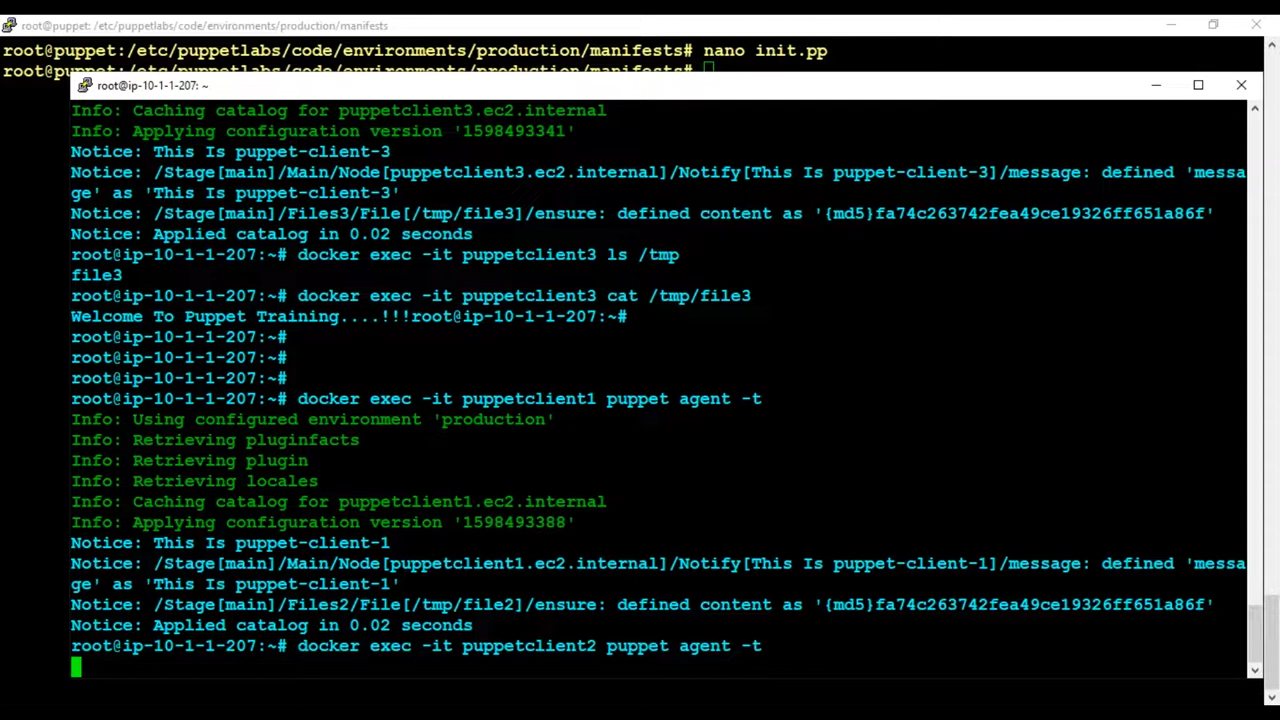 root@puppet: /etc/puppetlabs/code/environments/production/manifests
root@puppet:/etc/puppetlabs/code/environments/production/manifests# nano init.pp
root@puppet:/etc/puppetlabs/code/environments/production/manifests#
root@ip-10-1-1-207: ~
Info: Caching catalog for puppetclient3.ec2.internal
Info: Applying configuration version '1598493341'
Notice: This Is puppet-client-3
Notice: /Stage[main]/Main/Node[puppetclient3.ec2.internal]/Notify[This Is puppet-client-3]/message: defined 'messa
ge' as 'This Is puppet-client-3'
Notice: /Stage[main]/Files3/File[/tmp/file3]/ensure: defined content as '{md5}fa74c263742fea49ce19326ff651a86f'
Notice: Applied catalog in 0.02 seconds
root@ip-10-1-1-207:~# docker exec -it puppetclient3 ls /tmp
file3
root@ip-10-1-1-207:~# docker exec -it puppetclient3 cat /tmp/file3
Welcome To Puppet Training....!!!root@ip-10-1-1-207:~#
root@ip-10-1-1-207:~#
root@ip-10-1-1-207:~#
root@ip-10-1-1-207:~#
root@ip-10-1-1-207:~# docker exec -it puppetclient1 puppet agent -t
Info: Using configured environment 'production'
Info: Retrieving pluginfacts
Info: Retrieving plugin
Info: Retrieving locales
Info: Caching catalog for puppetclient1.ec2.internal
Info: Applying configuration version '1598493388'
Notice: This Is puppet-client-1
Notice: /Stage[main]/Main/Node[puppetclient1.ec2.internal]/Notify[This Is puppet-client-1]/message: defined 'messa
ge' as 'This Is puppet-client-1'
Notice: /Stage[main]/Files2/File[/tmp/file2]/ensure: defined content as '{md5}fa74c263742fea49ce19326ff651a86f'
Notice: Applied catalog in 0.02 seconds
root@ip-10-1-1-207:~# docker exec -it puppetclient2 puppet agent -t